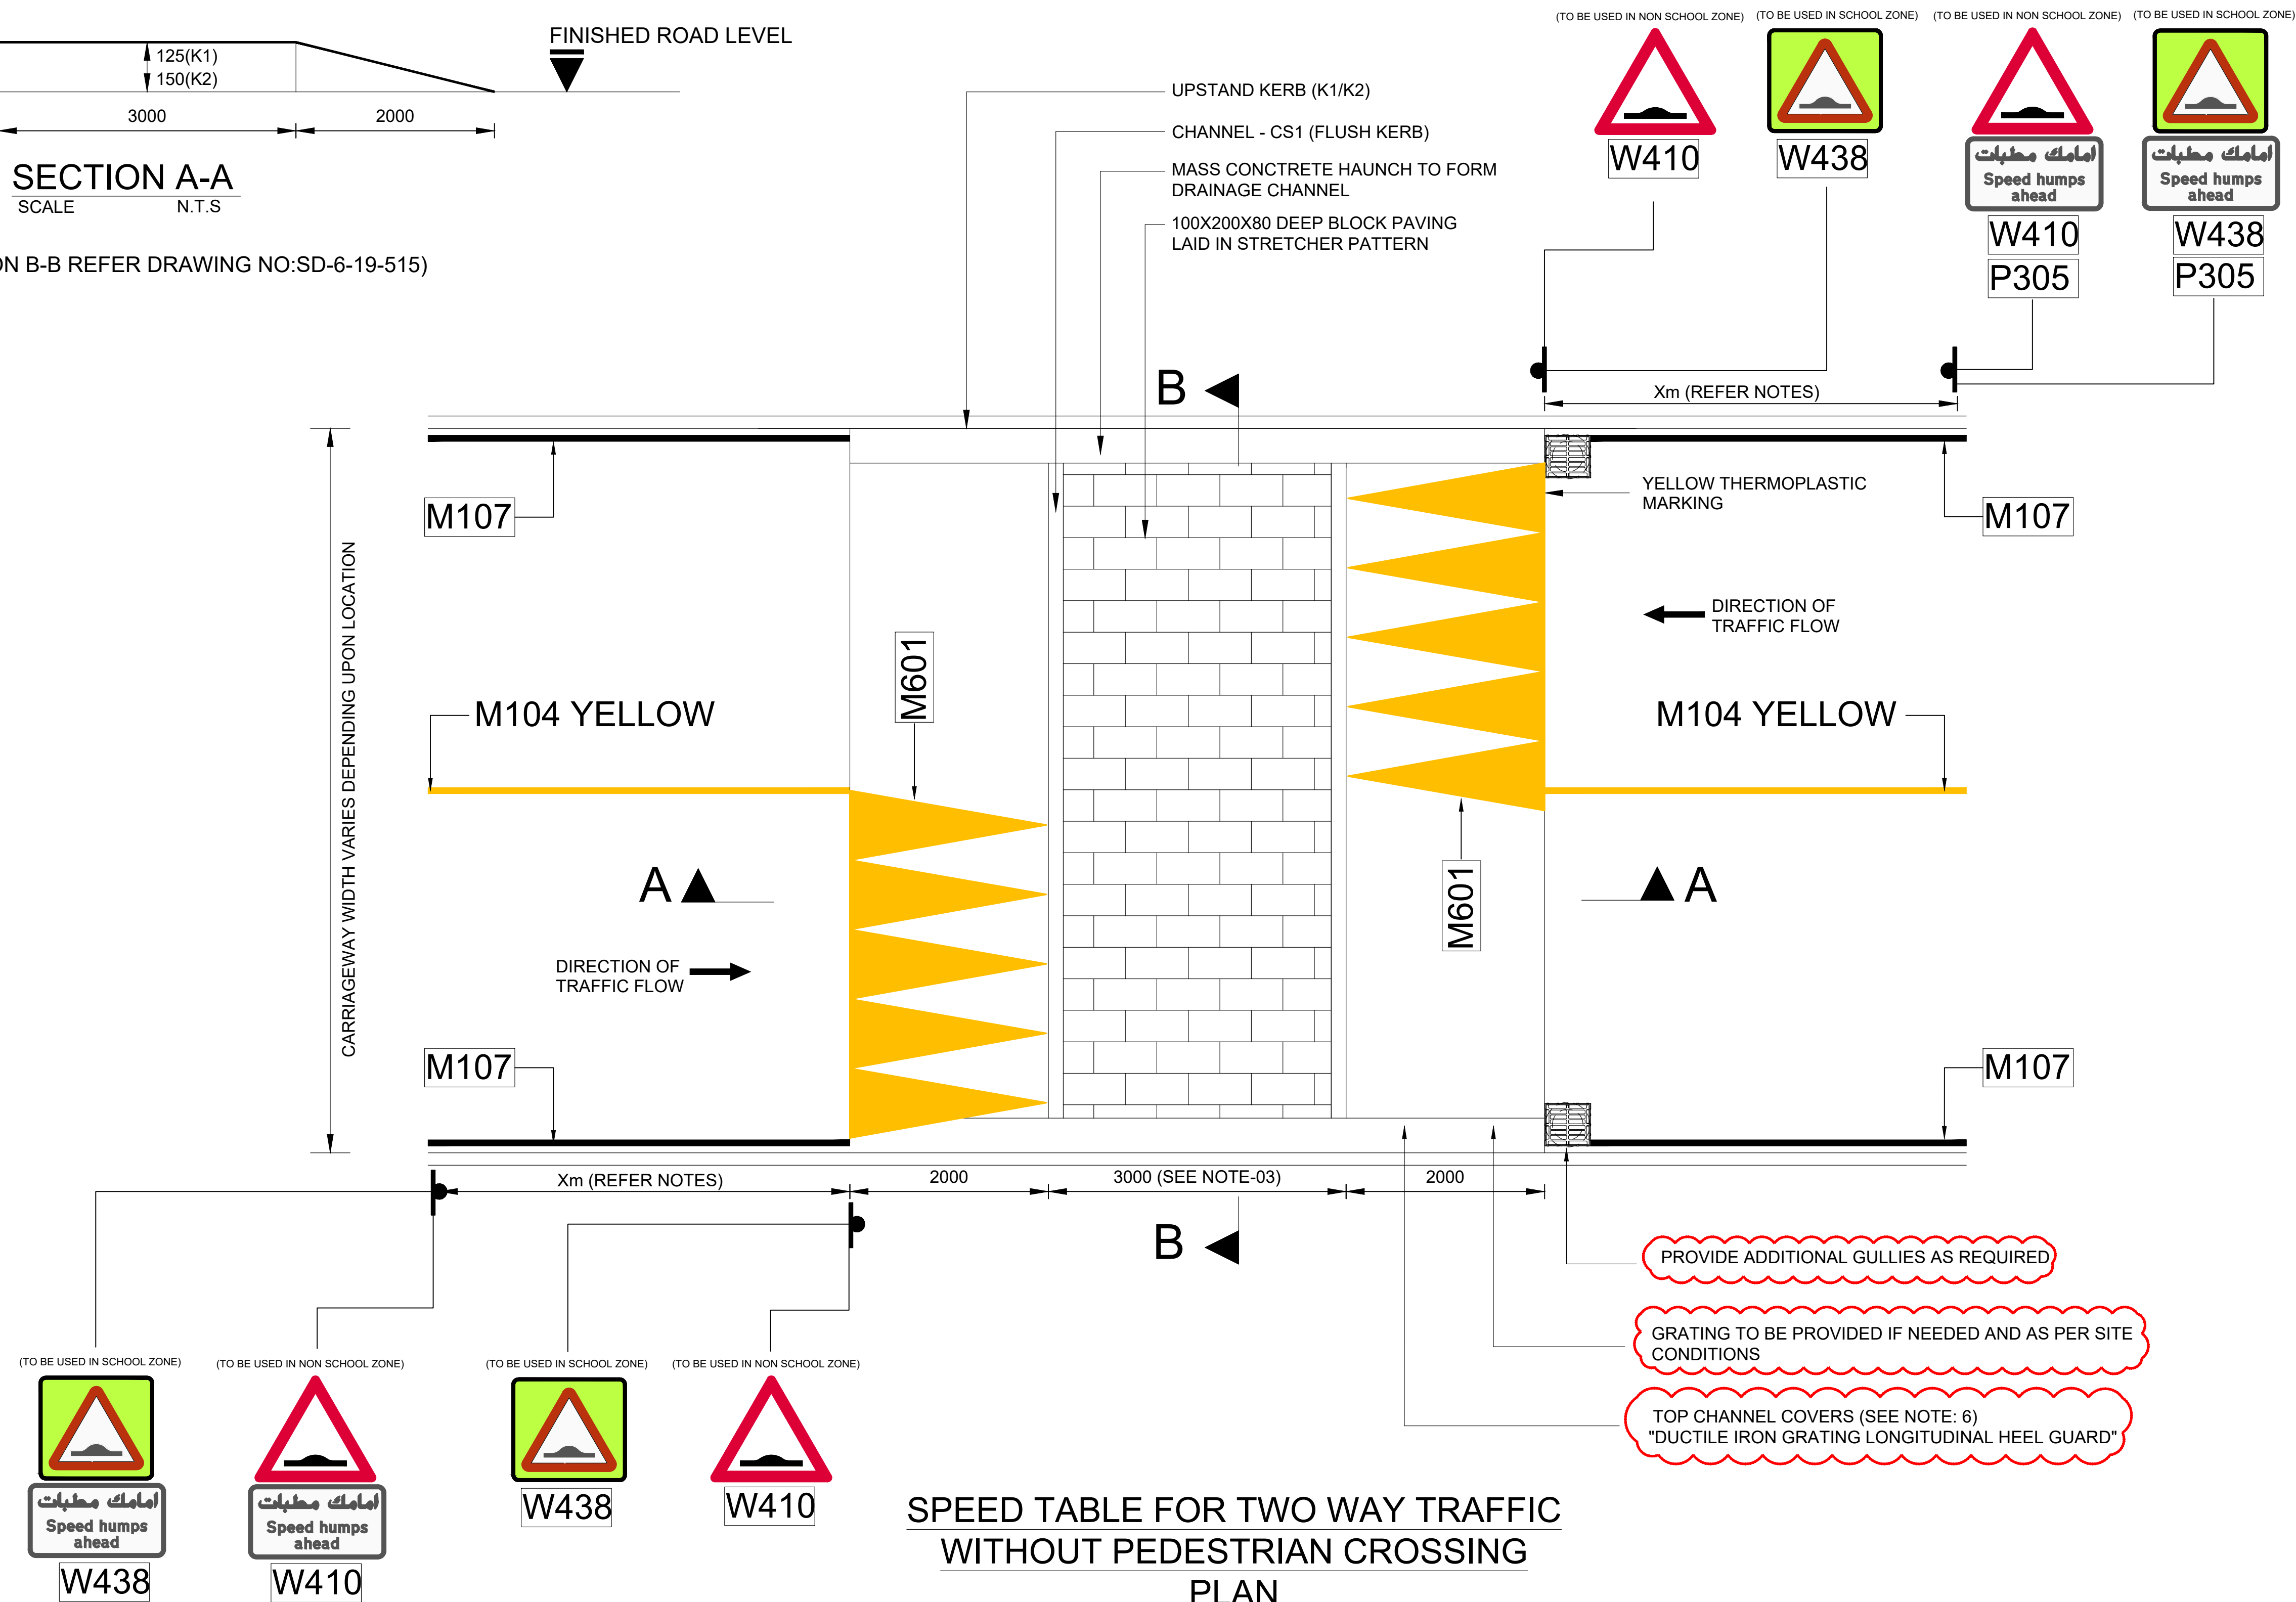 FINISHED ROAD LEVEL
125(K1)
150(K2)
3000
2000
SECTION A-A
SCALE
N.T.S
ON B-B REFER DRAWING NO:SD-6-19-515)
UPSTAND KERB (K1/K2)
CHANNEL - CS1 (FLUSH KERB)
MASS CONCTRETE HAUNCH TO FORM
DRAINAGE CHANNEL
100X200X80 DEEP BLOCK PAVING
LAID IN STRETCHER PATTERN
(TO BE USED IN NON SCHOOL ZONE)
W410
(TO BE USED IN SCHOOL ZONE)
W438
(TO BE USED IN NON SCHOOL ZONE)
امامك مطبات
Speed humps
ahead
W410
P305
(TO BE USED IN SCHOOL ZONE)
امامك مطبات
Speed humps
ahead
W438
P305
Xm (REFER NOTES)
B
CARRIAGEWAY WIDTH VARIES DEPENDING UPON LOCATION
M107
YELLOW THERMOPLASTIC
MARKING
M107
DIRECTION OF
TRAFFIC FLOW
M601
M104 YELLOW
M104 YELLOW
A
A
M601
DIRECTION OF
TRAFFIC FLOW
M107
M107
Xm (REFER NOTES)
2000
3000 (SEE NOTE-03)
2000
B
PROVIDE ADDITIONAL GULLIES AS REQUIRED
GRATING TO BE PROVIDED IF NEEDED AND AS PER SITE
CONDITIONS
TOP CHANNEL COVERS (SEE NOTE: 6)
"DUCTILE IRON GRATING LONGITUDINAL HEEL GUARD"
(TO BE USED IN SCHOOL ZONE)
امامك مطبات
Speed humps
ahead
W438
(TO BE USED IN NON SCHOOL ZONE)
امامك مطبات
Speed humps
ahead
W410
(TO BE USED IN SCHOOL ZONE)
W438
(TO BE USED IN NON SCHOOL ZONE)
W410
SPEED TABLE FOR TWO WAY TRAFFIC
WITHOUT PEDESTRIAN CROSSING
PLAN